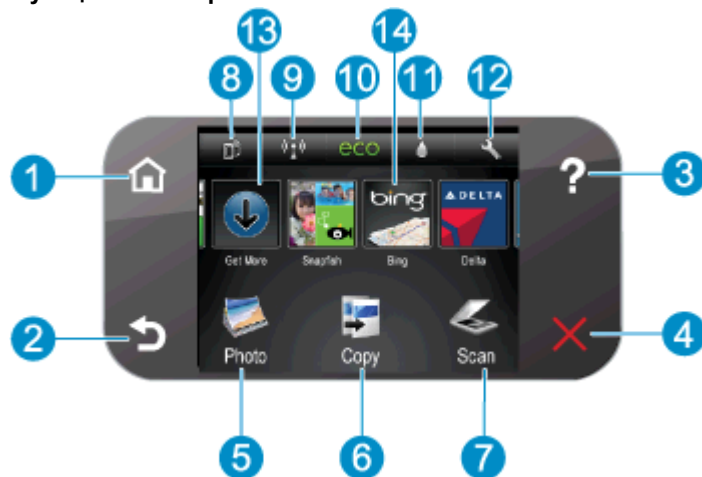 13 14
8 9 10 11 12
eco
1 ? 3
bing
DELTA
Get More Snapfish Bing Delta
2 4
Photo Copy Scan
5 6 7